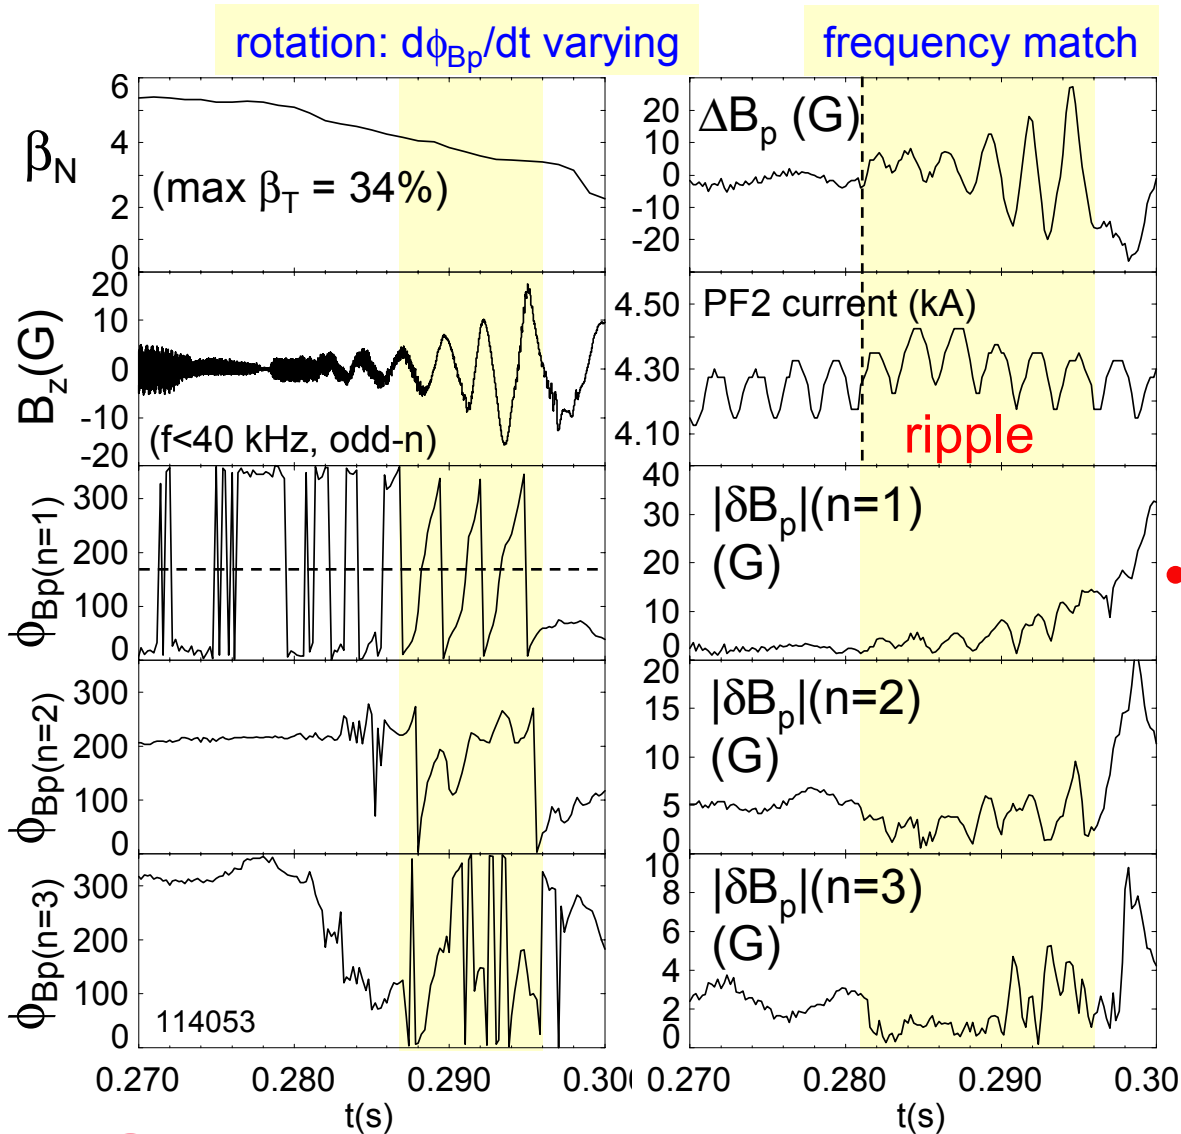 rotation: dϕBp/dt varying
frequency match
βN
6
4
2
0
(max βT = 34%)
Bz(G)
20
10
0
-10
-20
(f<40 kHz, odd-n)
ϕBp(n=1)
300
200
100
0
ϕBp(n=2)
300
200
100
0
ϕBp(n=3)
300
200
100
0
114053
0.270
0.280
0.290
0.300
t(s)
ΔBp (G)
20
10
0
-10
-20
PF2 current (kA)
4.50
4.30
4.10
ripple
|δBp|(n=1)
(G)
40
30
20
10
0
|δBp|(n=2)
(G)
20
15
10
5
0
|δBp|(n=3)
(G)
10
8
6
4
2
0
0.270
0.280
0.290
0.30
t(s)